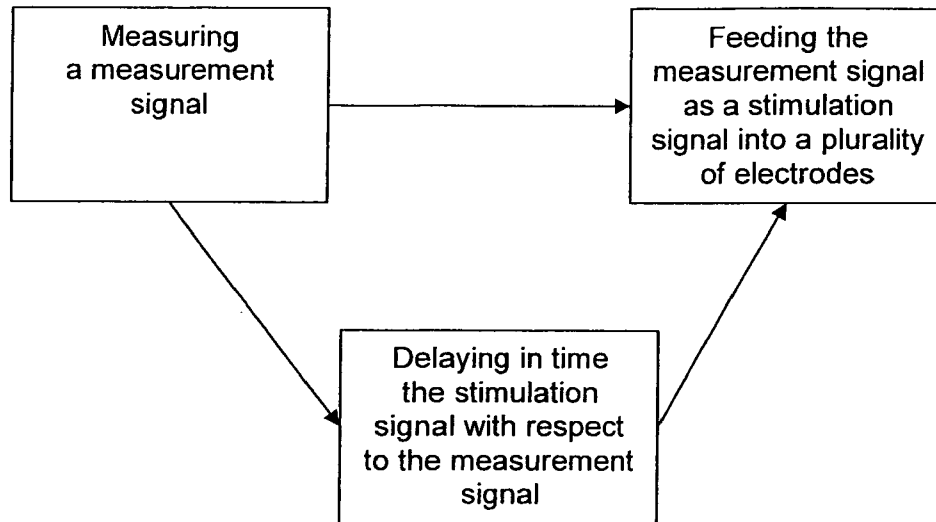 Measuring
a measurement
signal
Feeding the
measurement signal
as a stimulation
signal into a plurality
of electrodes
Delaying in time
the stimulation
signal with respect
to the measurement
signal